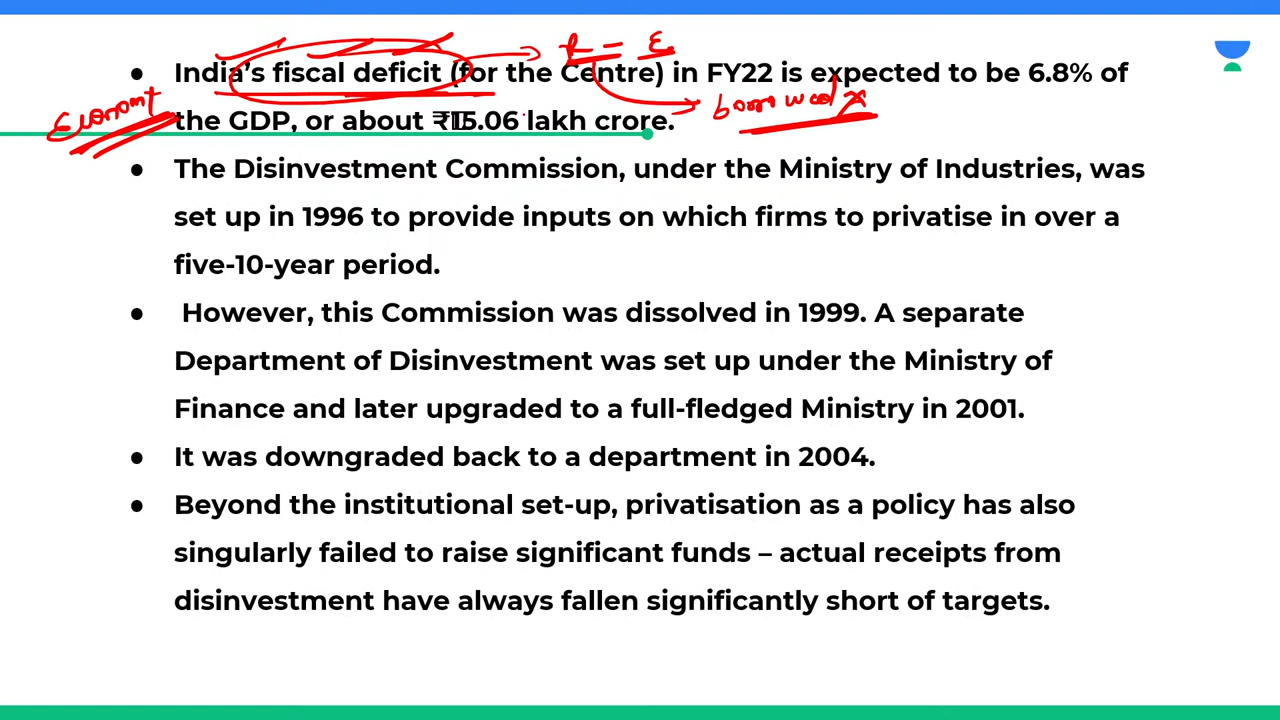 R = E
• India's fiscal deficit (for the Centre) in FY22 is expected to be 6.8% of
borrowed
Economy
the GDP, or about ₹15.06 lakh crore.
• The Disinvestment Commission, under the Ministry of Industries, was
set up in 1996 to provide inputs on which firms to privatise in over a
five-10-year period.
• However, this Commission was dissolved in 1999. A separate
Department of Disinvestment was set up under the Ministry of
Finance and later upgraded to a full-fledged Ministry in 2001.
• It was downgraded back to a department in 2004.
• Beyond the institutional set-up, privatisation as a policy has also
singularly failed to raise significant funds – actual receipts from
disinvestment have always fallen significantly short of targets.